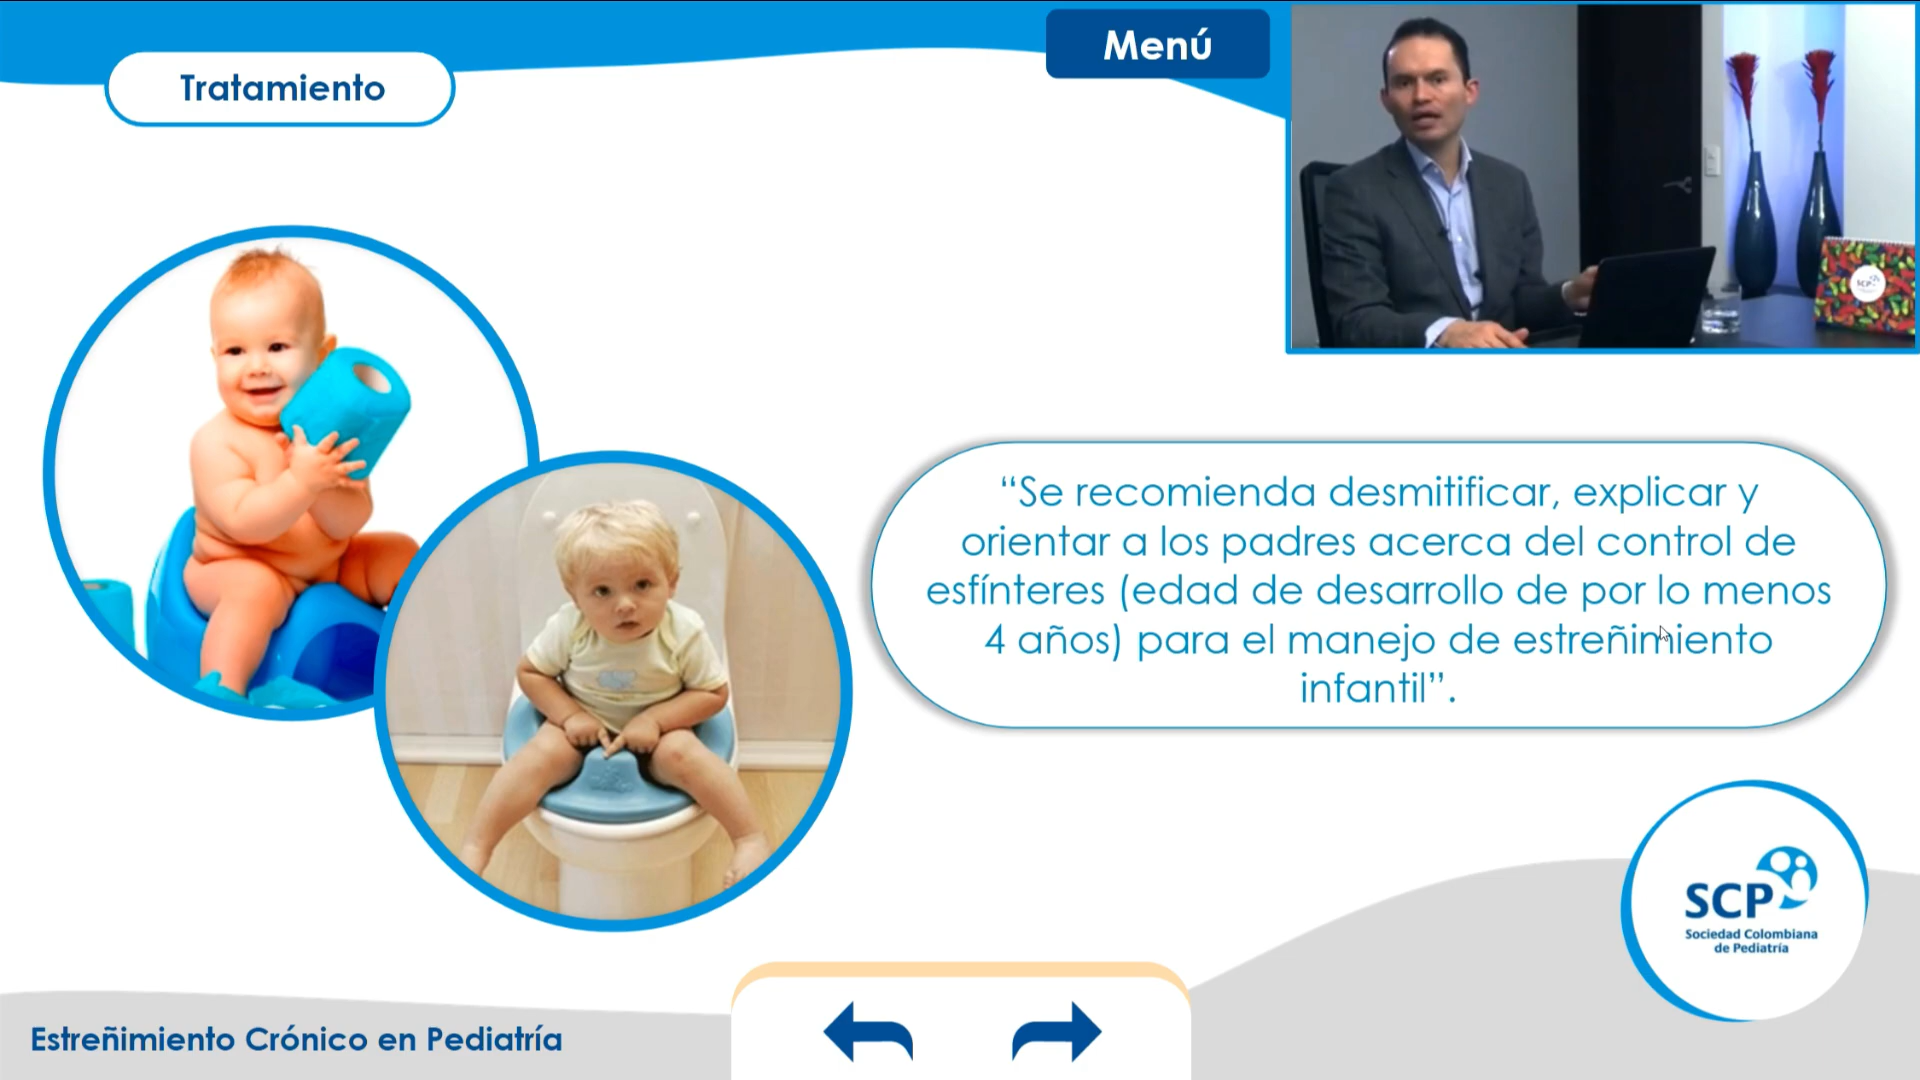 Menú
Tratamiento
“Se recomienda desmitificar, explicar y
orientar a los padres acerca del control de
esfínteres (edad de desarrollo de por lo menos
4 años) para el manejo de estreñimiento
infantil”.
SCP
SCP
Sociedad Colombiana
de Pediatría
Estreñimiento Crónico en Pediatría